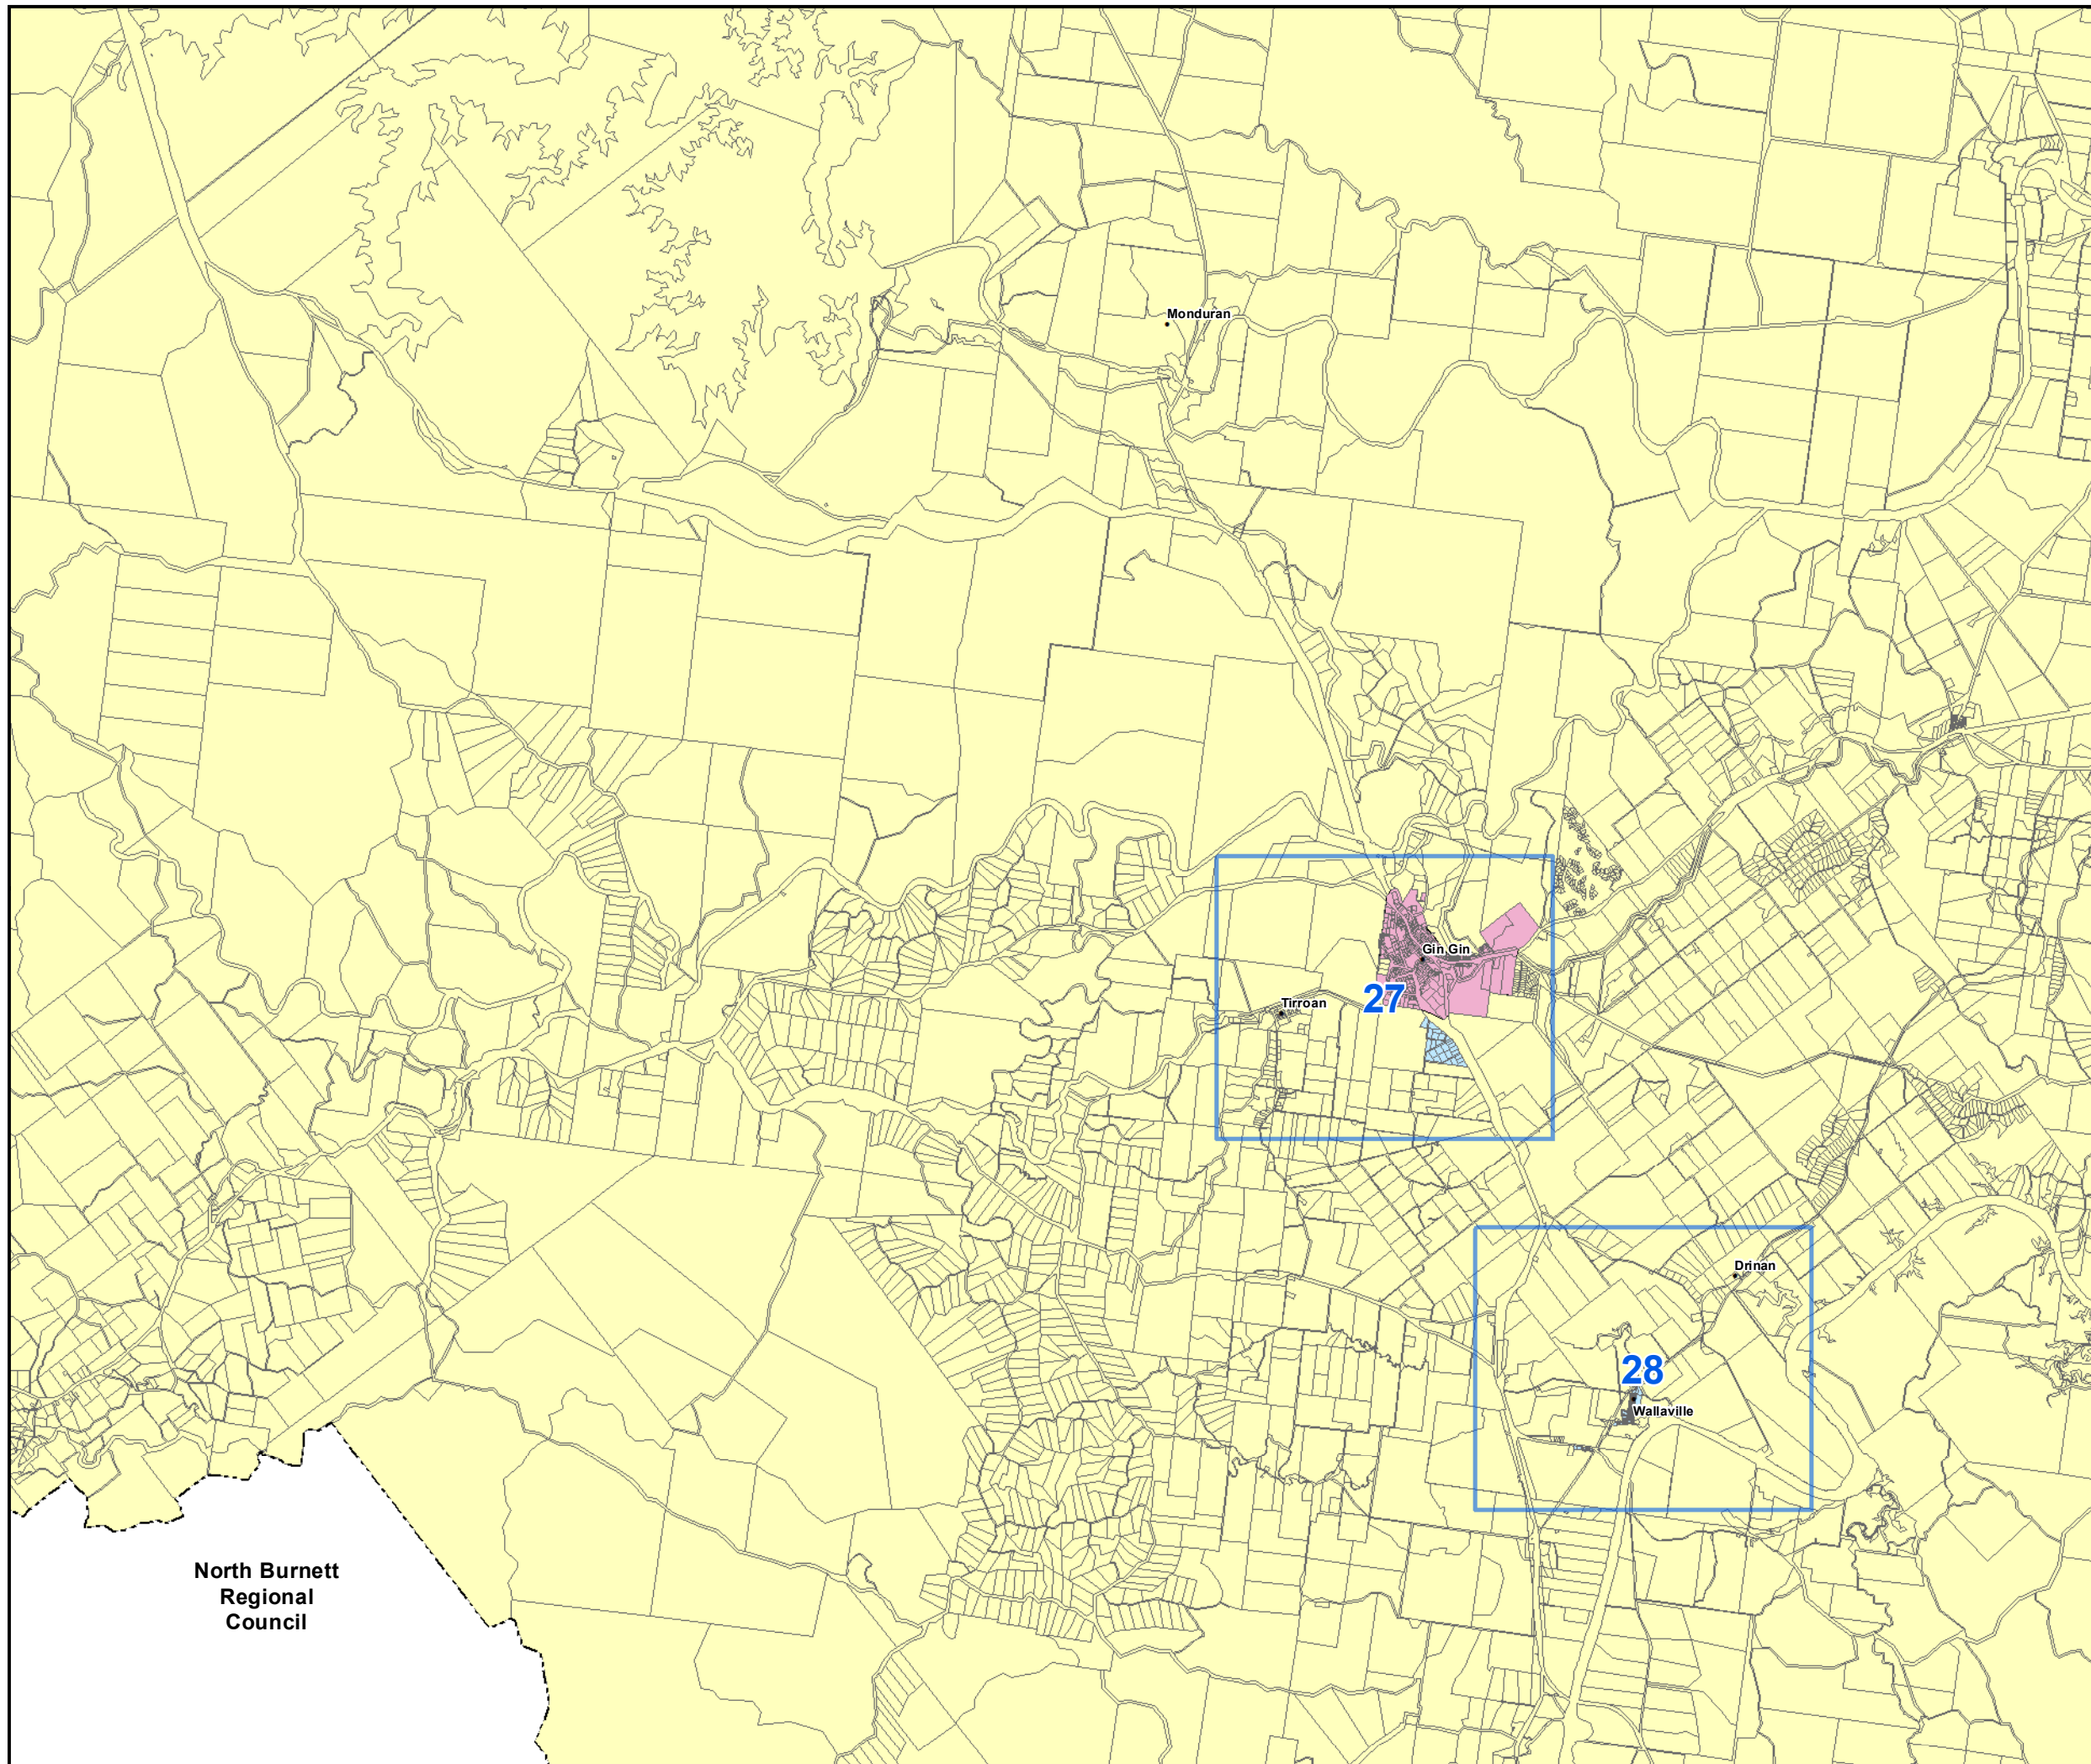 Monduran
Gin Gin
27
Tirroan
Drinan
28
Wallaville
North Burnett
Regional
Council